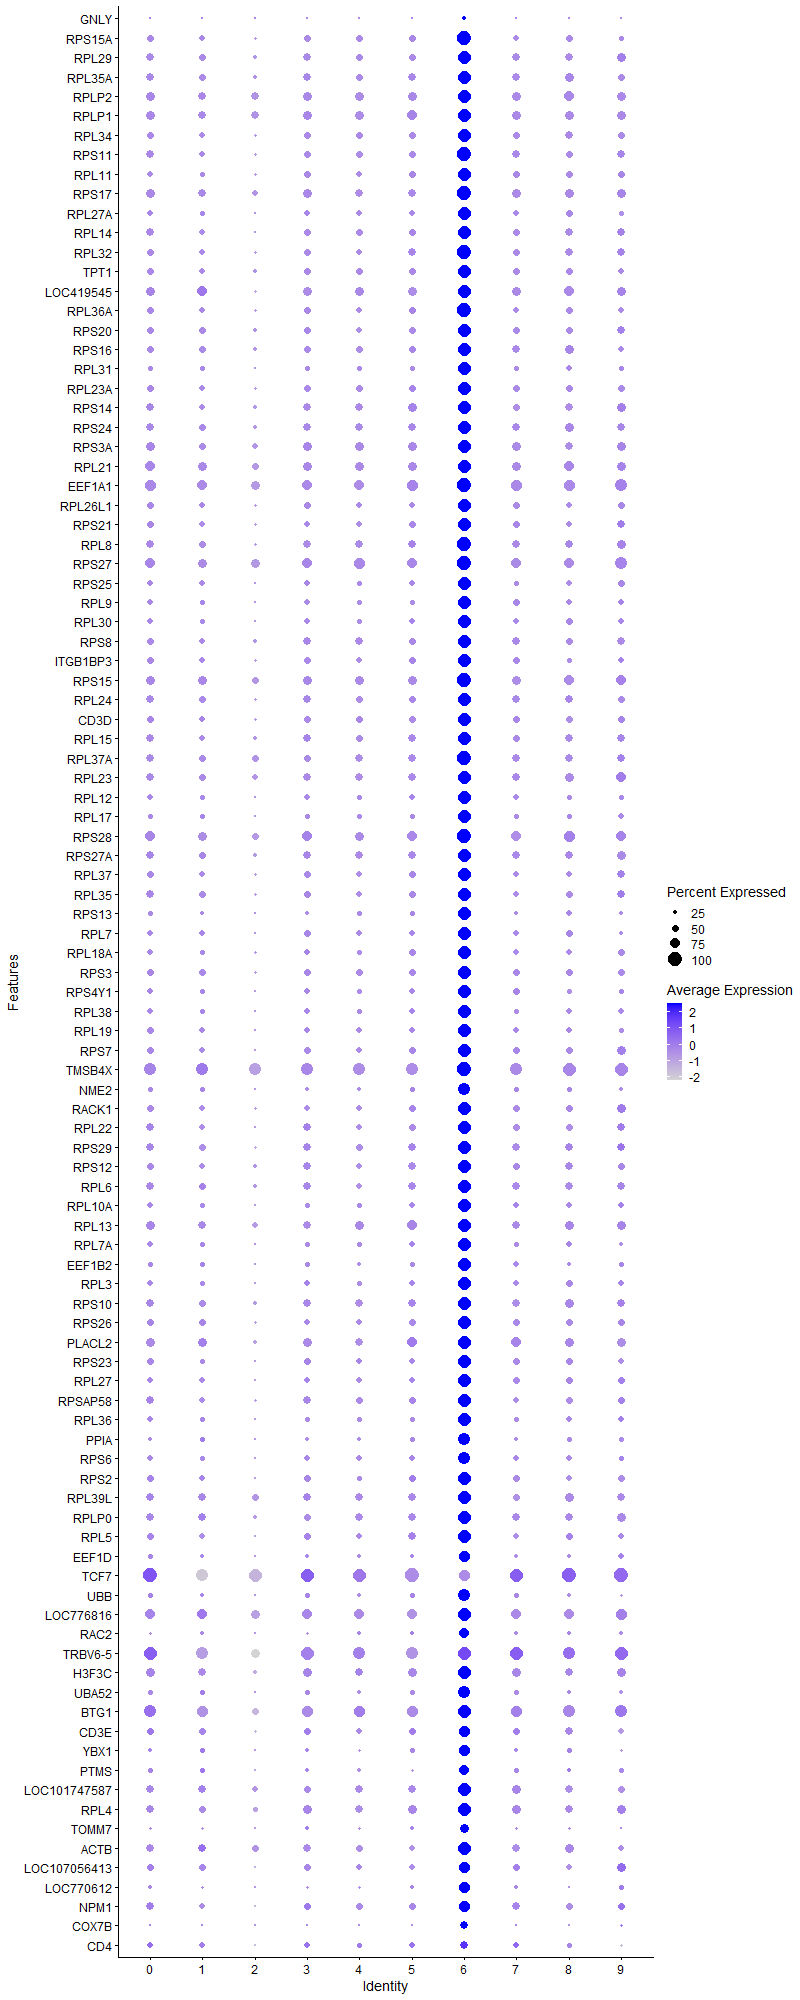 GNLY
RPS15A
RPL29
RPL35A
RPLP2
RPLP1
RPL34
RPS11
RPL11
RPS17
RPL27A
RPL14
RPL32
TPT1
LOC419545
RPL36A
RPS20
RPS16
RPL31
RPL23A
RPS14
RPS24
RPS3A
RPL21
EEF1A1
RPL26L1
RPS21
RPL8
RPS27
RPS25
RPL9
RPL30
RPS8
ITGB1BP3
RPS15
RPL24
CD3D
RPL15
RPL37A
RPL23
RPL12
RPL17
RPS28
RPS27A
RPL37
RPL35
RPS13
RPL7
RPL18A
RPS3
RPS4Y1
RPL38
RPL19
RPS7
TMSB4X
NME2
RACK1
RPL22
RPS29
RPS12
RPL6
RPL10A
RPL13
RPL7A
EEF1B2
RPL3
RPS10
RPS26
PLACL2
RPS23
RPL27
RPSAP58
RPL36
PPIA
RPS6
RPS2
RPL39L
RPLP0
RPL5
EEF1D
TCF7
UBB
LOC776816
RAC2
TRBV6-5
H3F3C
UBA52
BTG1
CD3E
YBX1
PTMS
LOC101747587
RPL4
TOMM7
ACTB
LOC107056413
LOC770612
NPM1
COX7B
CD4
Features
0 1 2 3 4 5 6 7 8 9
Identity
Percent Expressed
25
50
75
100
Average Expression
2
1
0
-1
-2